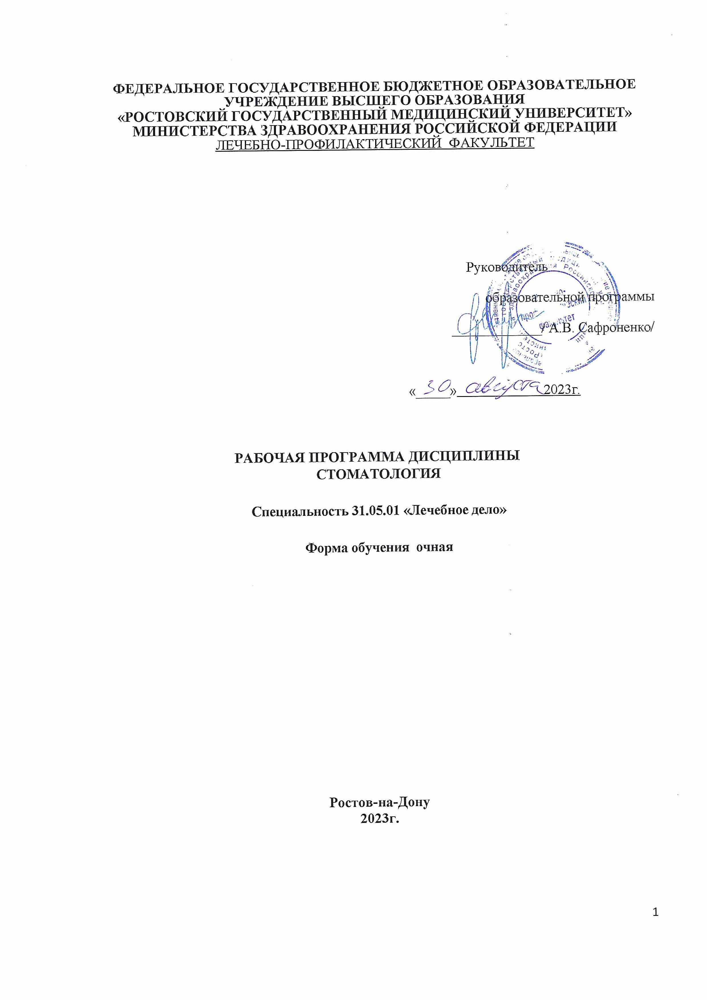 ФЕДЕРАЛЬНОЕ ГОСУДАРСТВЕННОЕ БЮДЖЕТНОЕ ОБРАЗОВАТЕЛЬНОЕ
УЧРЕЖДЕНИЕ ВЫСШЕГО ОБРАЗОВАНИЯ
«РОСТОВСКИЙ ГОСУДАРСТВЕННЫЙ МЕДИЦИНСКИЙ УНИВЕРСИТЕТ»
МИНИСТЕРСТВА ЗДРАВООХРАНЕНИЯ РОССИЙСКОЙ ФЕДЕРАЦИИ
ЛЕЧЕБНО-ПРОФИЛАКТИЧЕСКИЙ ФАКУЛЬТЕТ
Руководитель
образовательной программы
/ А.В. Сафроненко/
«30» августа 2023г.
РАБОЧАЯ ПРОГРАММА ДИСЦИПЛИНЫ
СТОМАТОЛОГИЯ
Специальность 31.05.01 «Лечебное дело»
Форма обучения очная
Ростов-на-Дону
2023г.
1